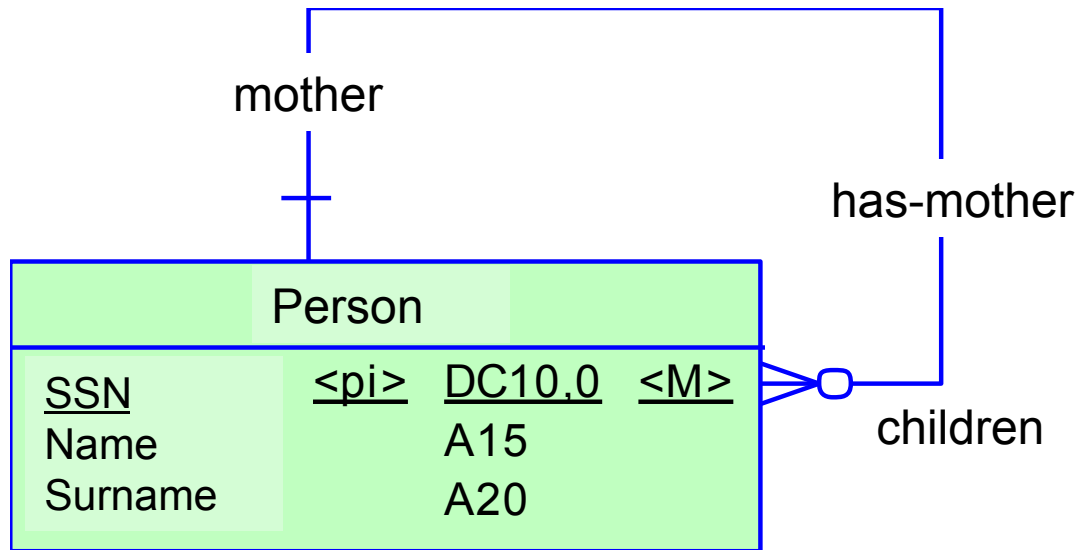 mother
has-mother
Person
SSN <pi> DC10,0 <M>
Name A15
Surname A20
children